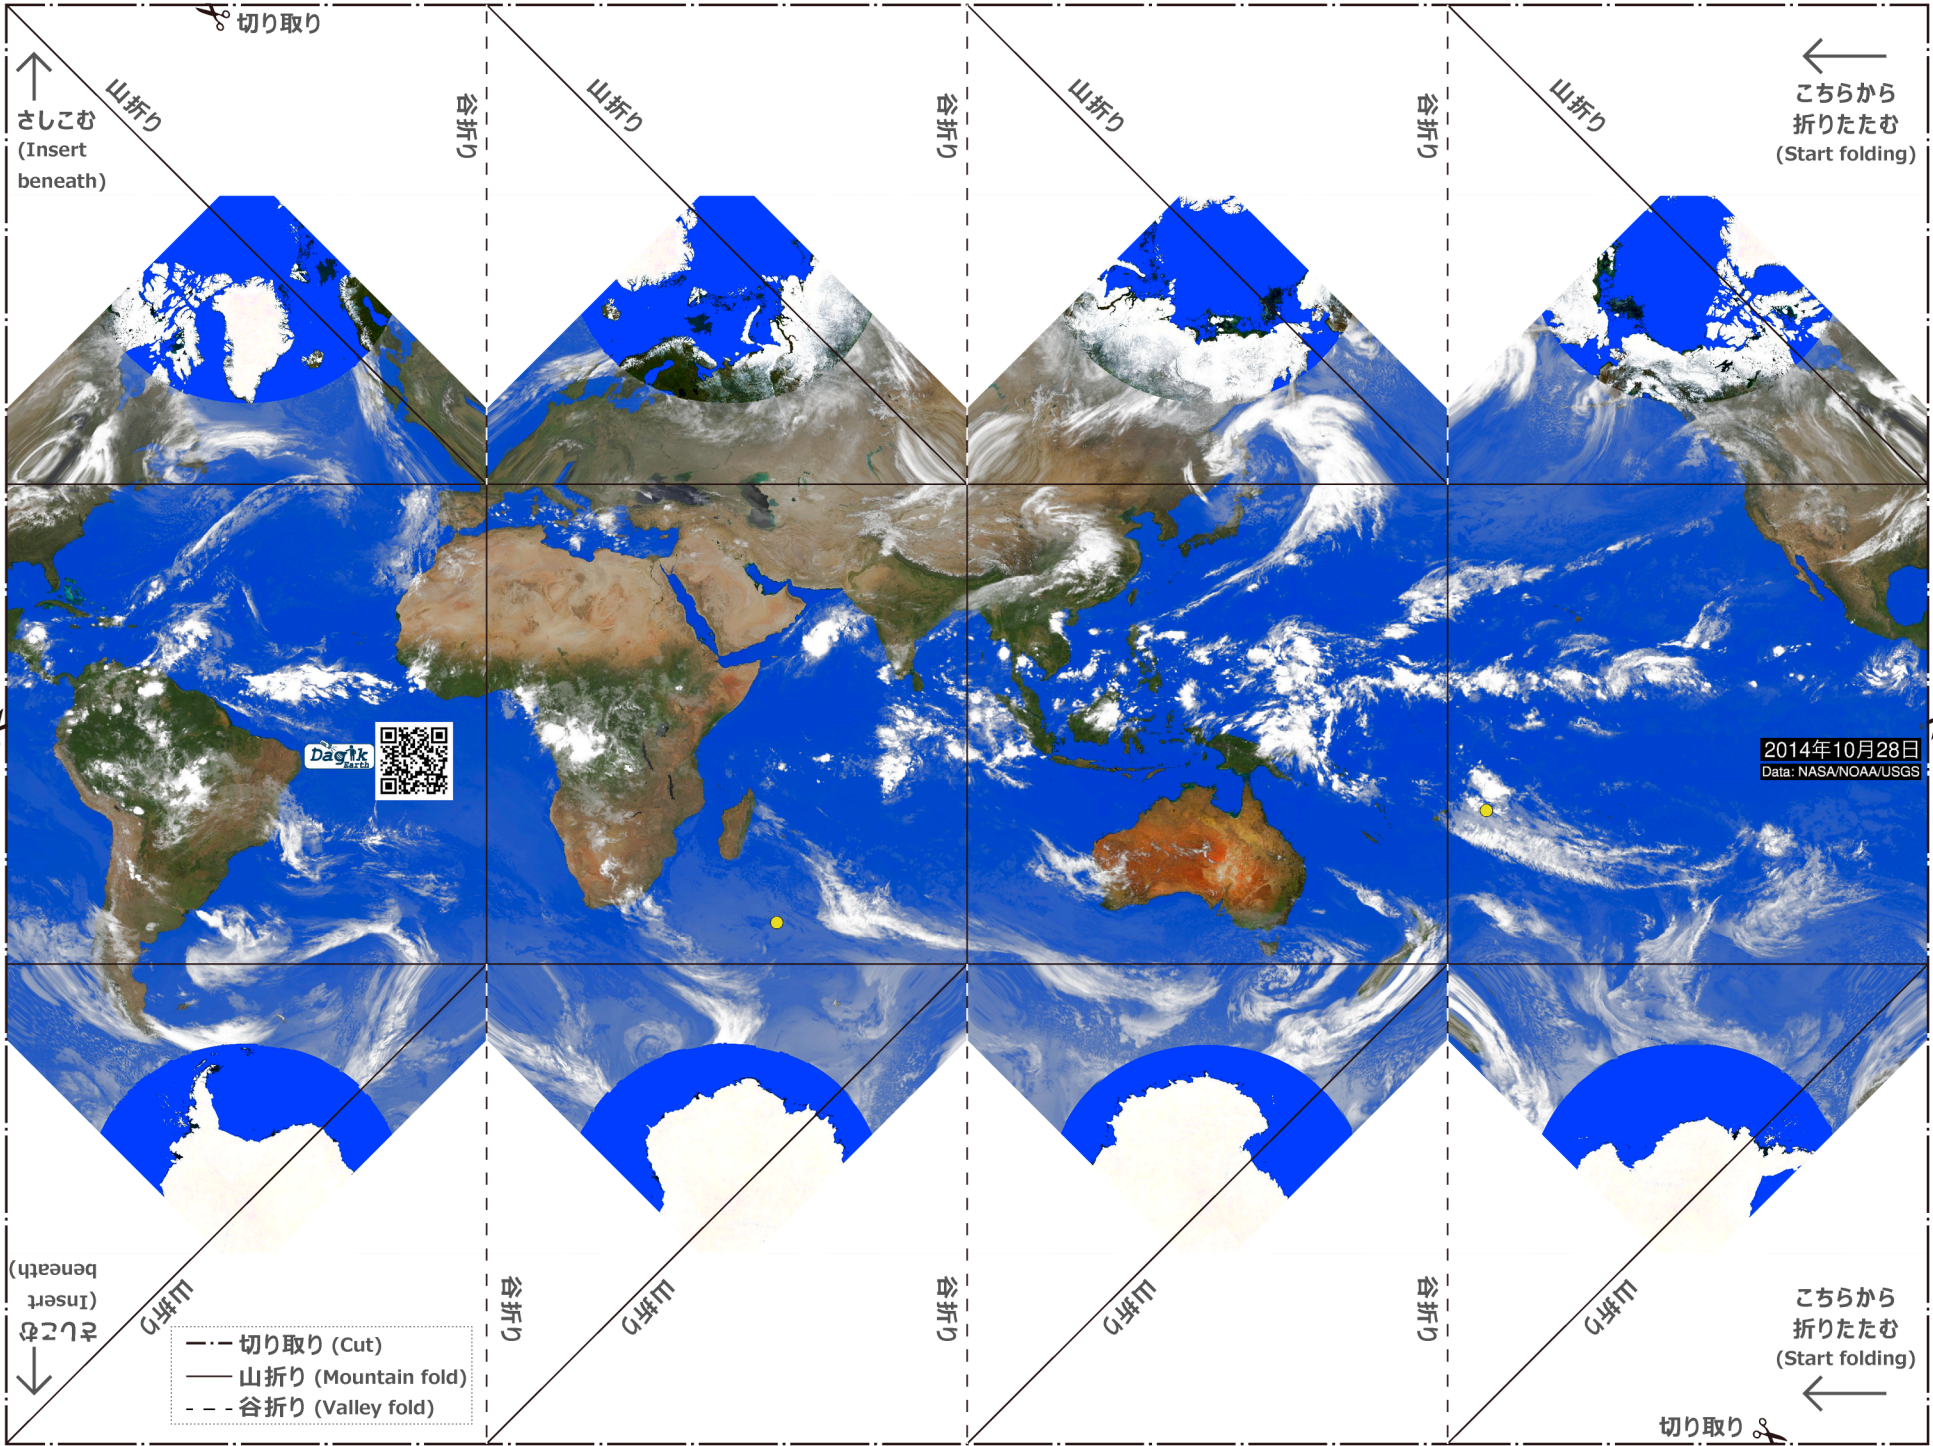 切り取り
山折り
谷折り
山折り
谷折り
山折り
谷折り
山折り
こちらから
折りたたむ
(Start folding)
さしこむ
(Insert
beneath)
Dagik
Earth
2014年10月28日
Data: NASA/NOAA/USGS
さしこむ
(Insert
beneath)
山折り
谷折り
山折り
谷折り
山折り
谷折り
山折り
こちらから
折りたたむ
(Start folding)
切り取り (Cut)
山折り (Mountain fold)
谷折り (Valley fold)
切り取り